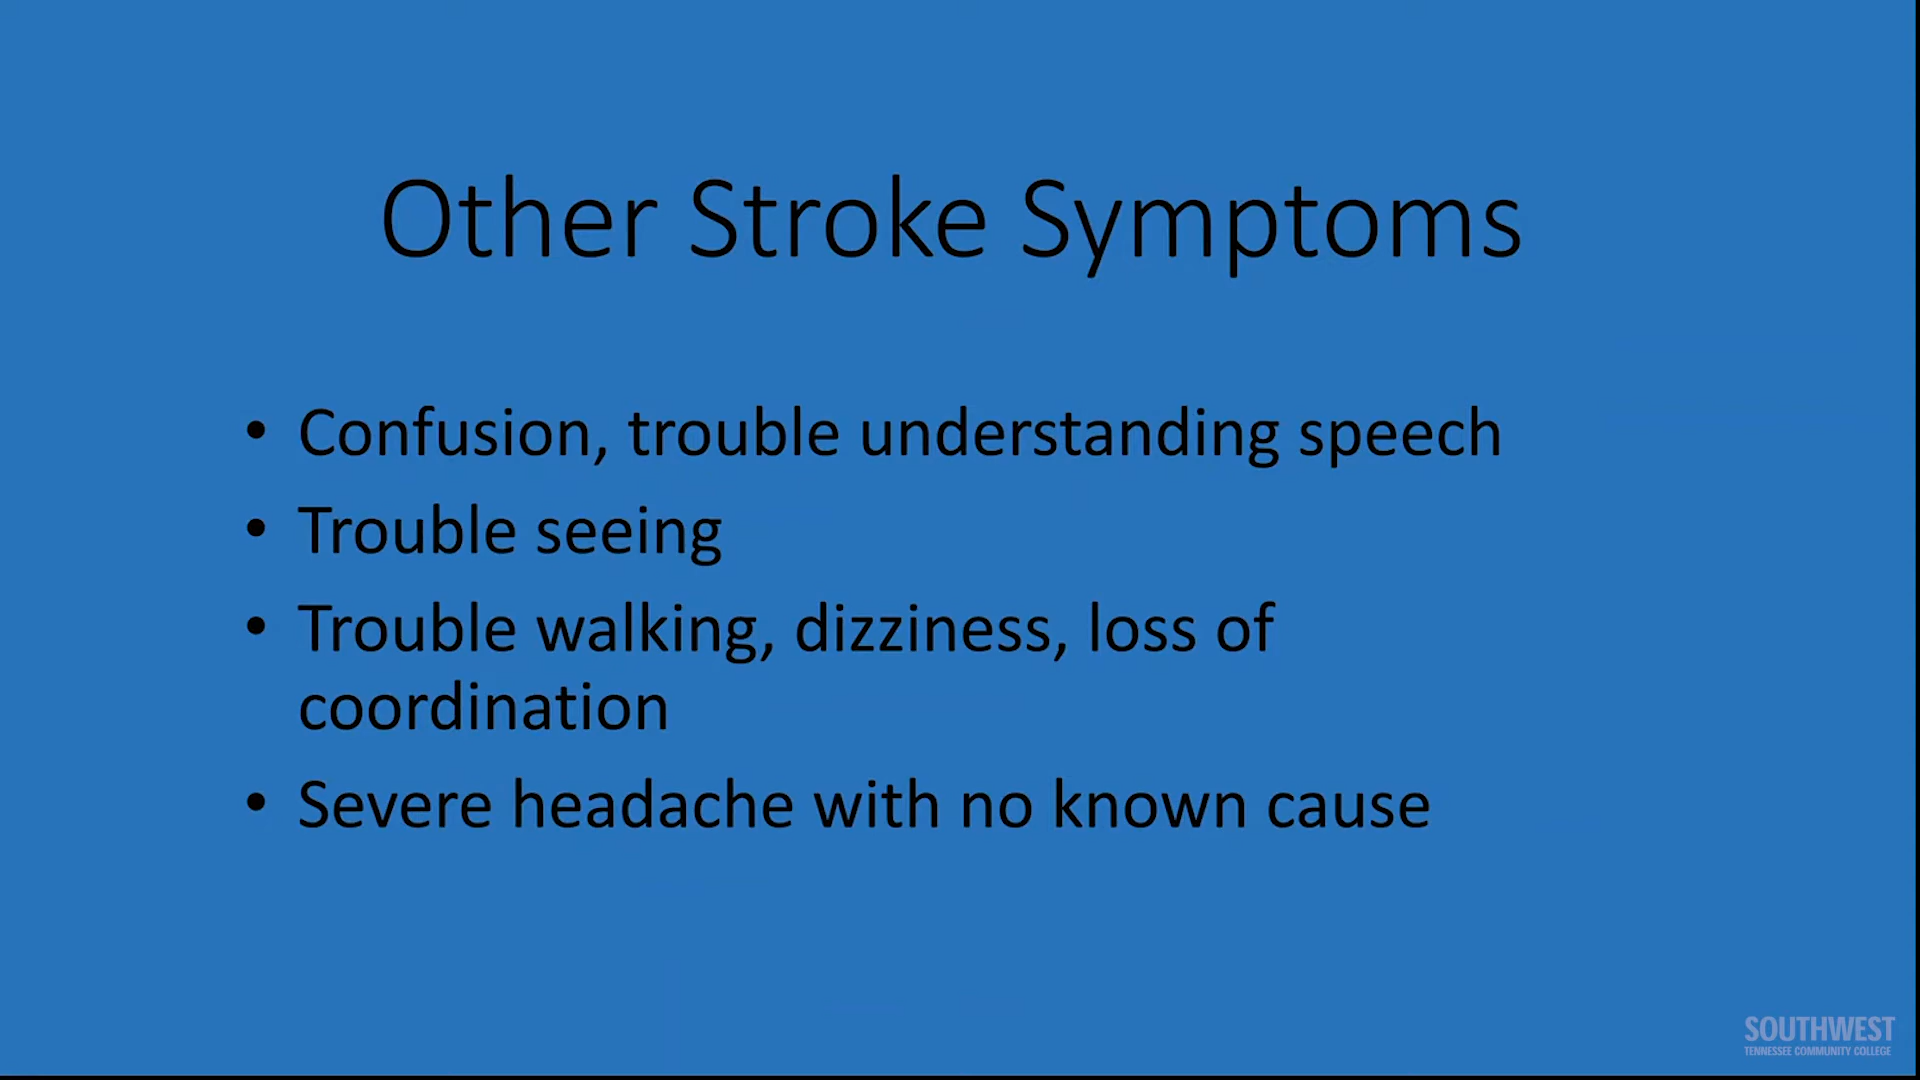 Other Stroke Symptoms
• Confusion, trouble understanding speech
• Trouble seeing
• Trouble walking, dizziness, loss of
coordination
• Severe headache with no known cause
SOUTHWEST
TENNESSEE COMMUNITY COLLEGE